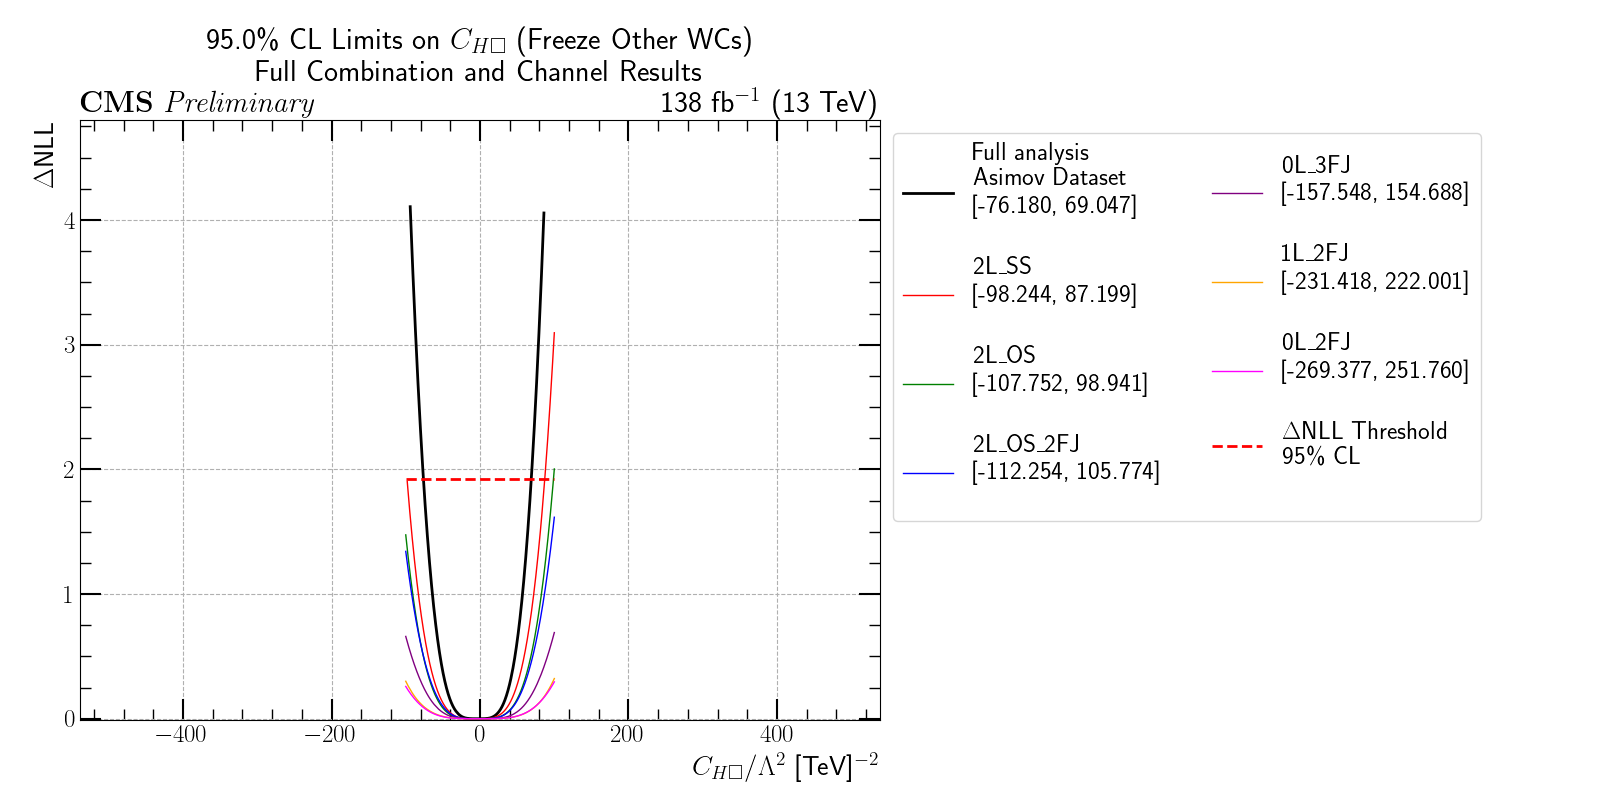 95.0% CL Limits on C_{H□} (Freeze Other WCs)
Full Combination and Channel Results
CMS Preliminary
138 fb⁻¹ (13 TeV)
ΔNLL
4
3
2
1
0
−400
−200
0
200
400
C_{H□}/Λ² [TeV]⁻²
Full analysis
Asimov Dataset
[-76.180, 69.047]
2L_SS
[-98.244, 87.199]
2L_OS
[-107.752, 98.941]
2L_OS_2FJ
[-112.254, 105.774]
0L_3FJ
[-157.548, 154.688]
1L_2FJ
[-231.418, 222.001]
0L_2FJ
[-269.377, 251.760]
ΔNLL Threshold
95% CL